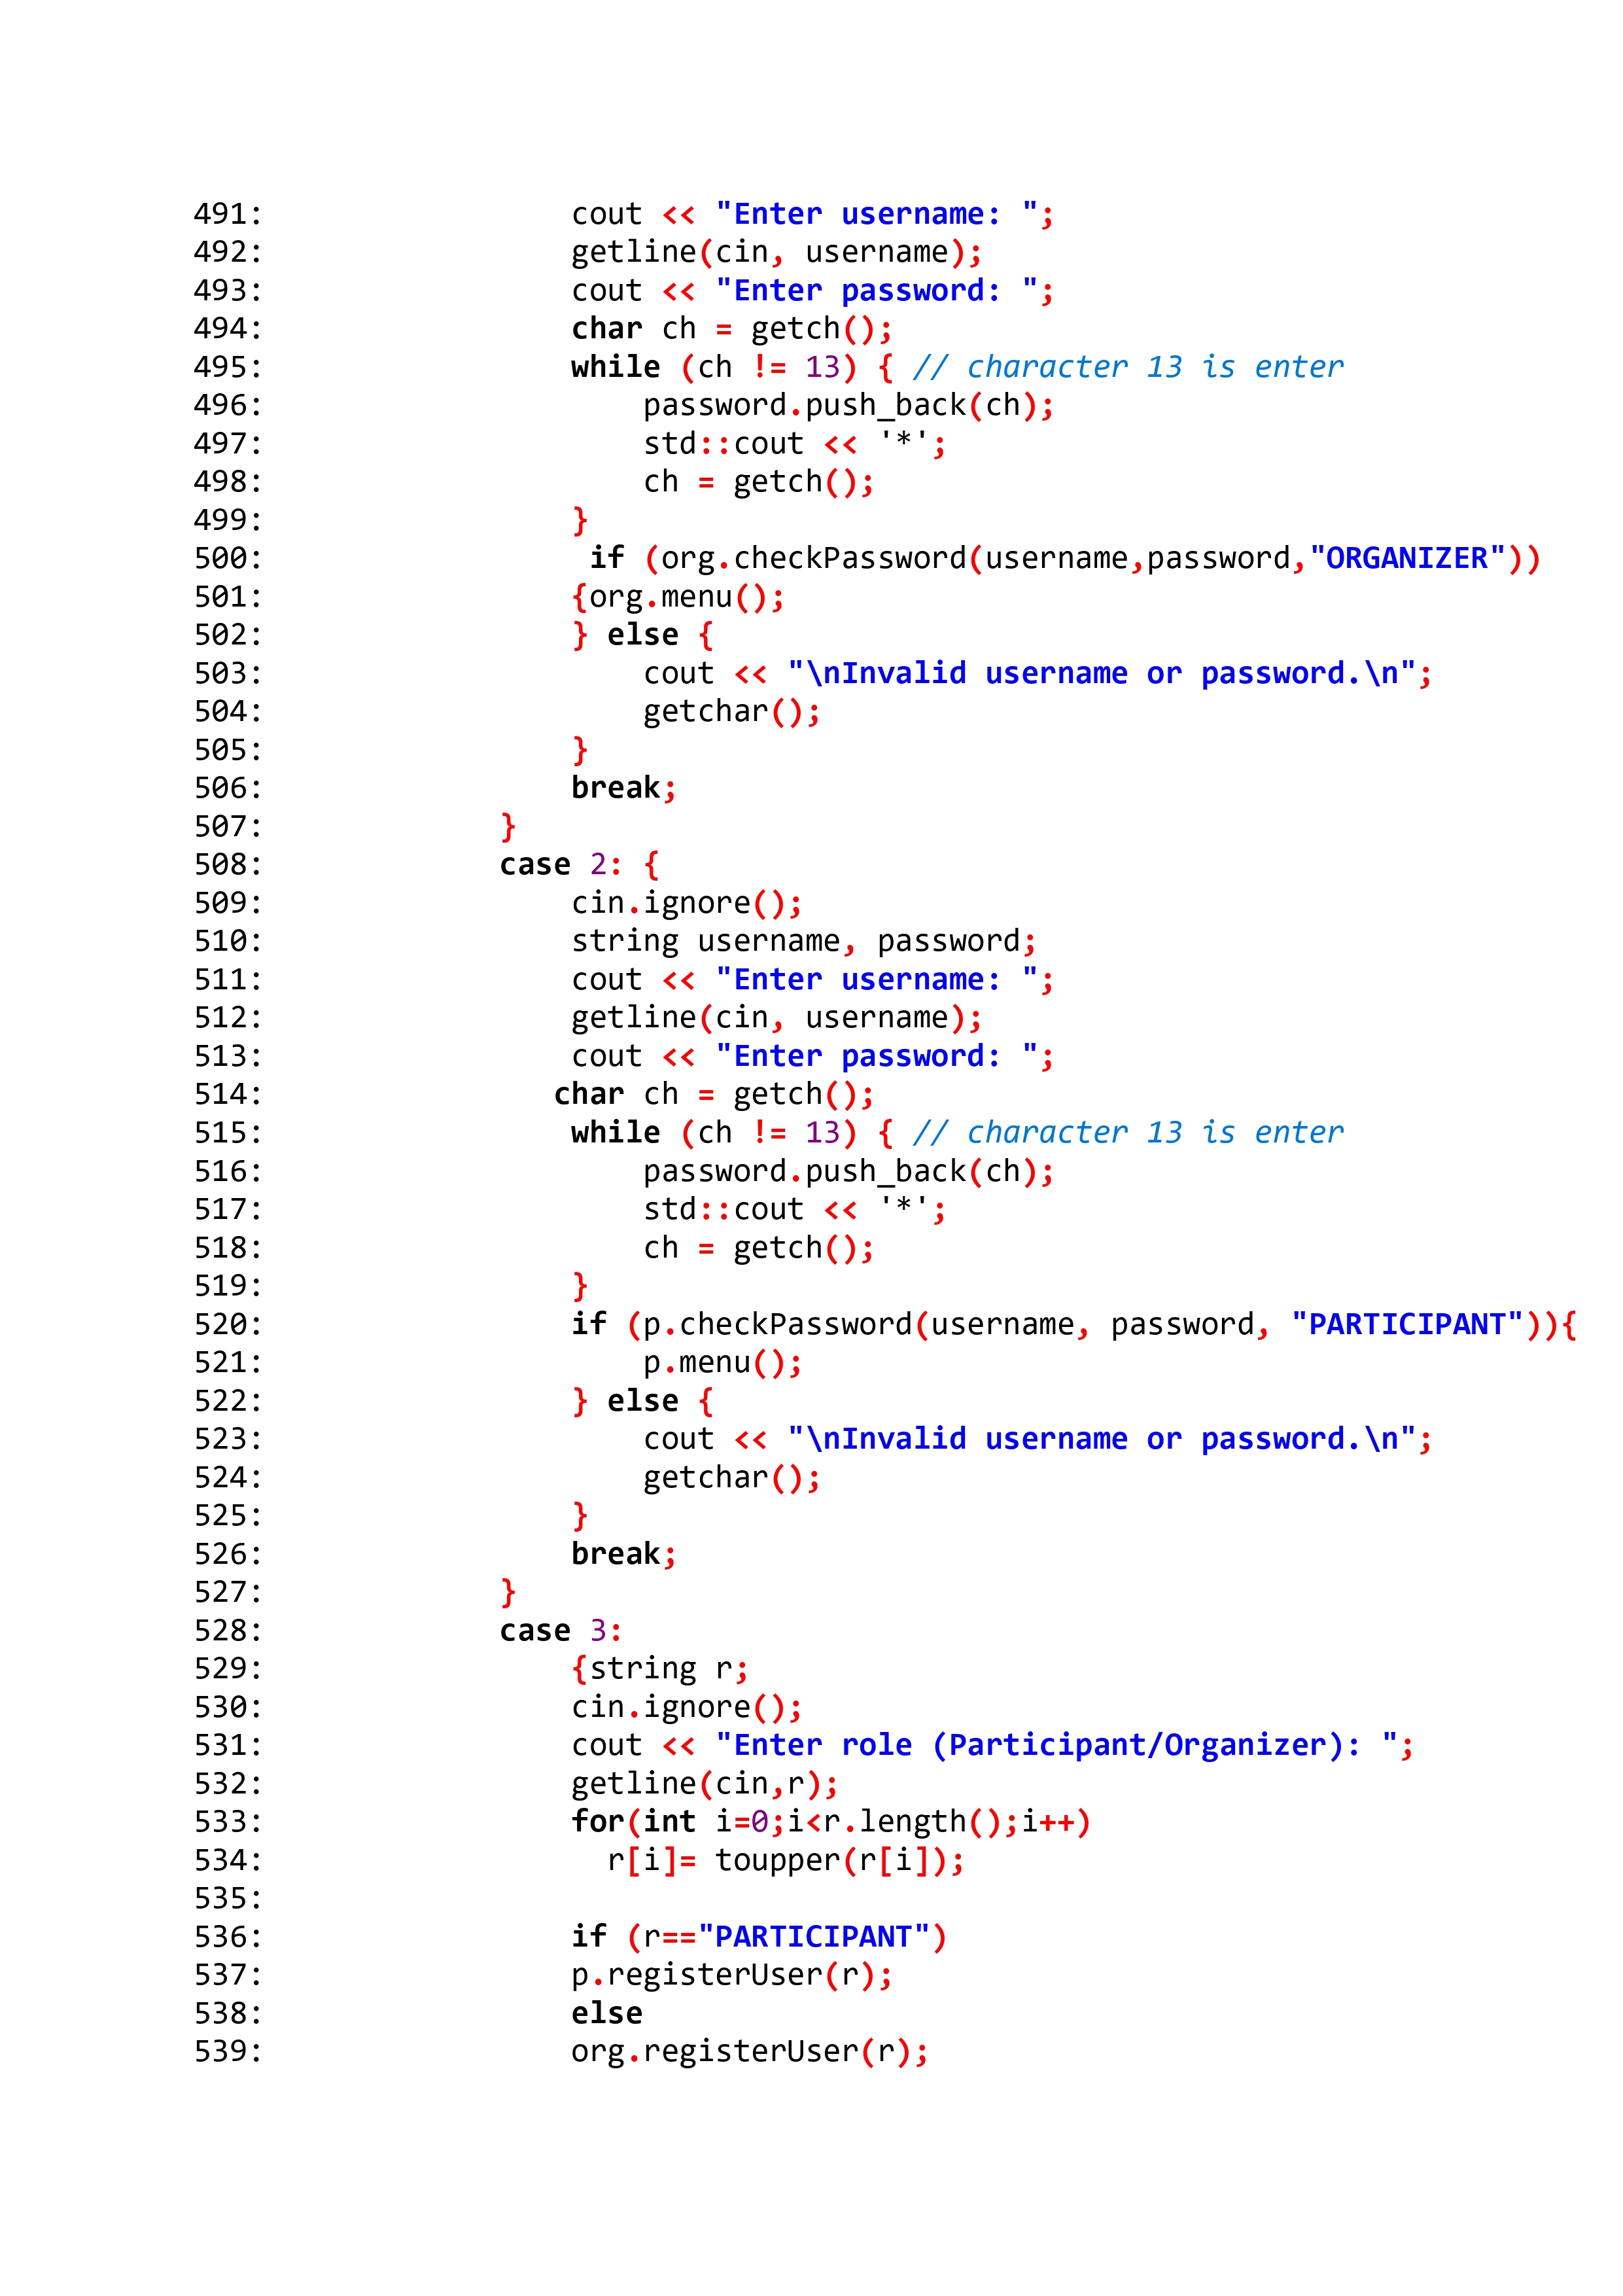 491:                 cout << "Enter username: ";
492:                 getline(cin, username);
493:                 cout << "Enter password: ";
494:                 char ch = getch();
495:                 while (ch != 13) { // character 13 is enter
496:                     password.push_back(ch);
497:                     std::cout << '*';
498:                     ch = getch();
499:                 }
500:                  if (org.checkPassword(username,password,"ORGANIZER"))
501:                 {org.menu();
502:                 } else {
503:                     cout << "\nInvalid username or password.\n";
504:                     getchar();
505:                 }
506:                 break;
507:             }
508:             case 2: {
509:                 cin.ignore();
510:                 string username, password;
511:                 cout << "Enter username: ";
512:                 getline(cin, username);
513:                 cout << "Enter password: ";
514:                char ch = getch();
515:                 while (ch != 13) { // character 13 is enter
516:                     password.push_back(ch);
517:                     std::cout << '*';
518:                     ch = getch();
519:                 }
520:                 if (p.checkPassword(username, password, "PARTICIPANT")){
521:                     p.menu();
522:                 } else {
523:                     cout << "\nInvalid username or password.\n";
524:                     getchar();
525:                 }
526:                 break;
527:             }
528:             case 3:
529:                 {string r;
530:                 cin.ignore();
531:                 cout << "Enter role (Participant/Organizer): ";
532:                 getline(cin,r);
533:                 for(int i=0;i<r.length();i++)
534:                   r[i]= toupper(r[i]);
535:
536:                 if (r=="PARTICIPANT")
537:                 p.registerUser(r);
538:                 else
539:                 org.registerUser(r);